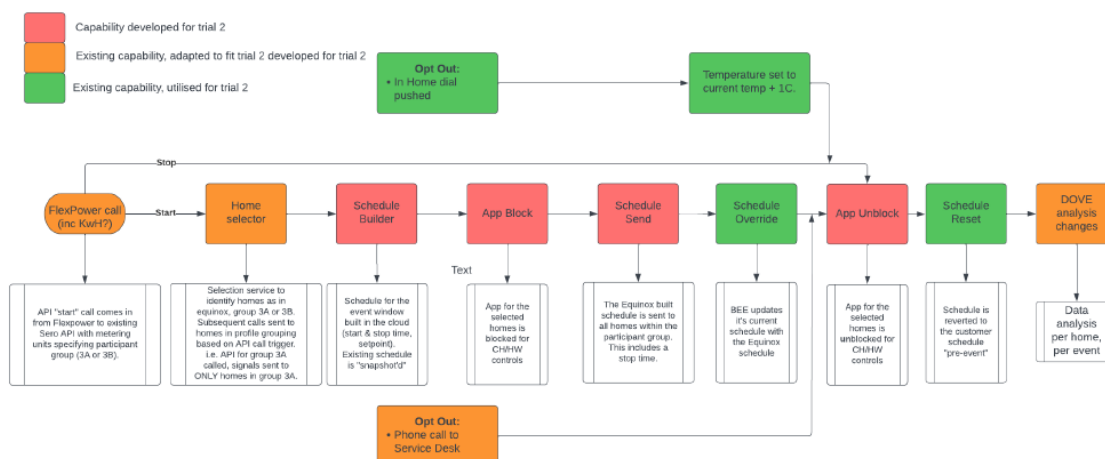 Capability developed for trial 2
Existing capability, adapted to fit trial 2 developed for trial 2
Existing capability, utilised for trial 2
Opt Out:
• In Home dial
pushed
Temperature set to
current temp + 1C.
Stop
FlexPower call
(inc KwH?)
Start
Home
selector
Schedule
Builder
App Block
Schedule
Send
Schedule
Override
App Unblock
Schedule
Reset
DOVE
analysis
changes
Text
API "start" call comes in
from Flexpower to existing
Sero API with metering
units specifying participant
group (3A or 3B).
Selection service to
identify homes as in
equinox, group 3A or 3B.
Subsequent calls sent to
homes in profile grouping
based on API call trigger.
i.e. API for group 3A
called, signals sent to
ONLY homes in group 3A.
Schedule for the
event window
built in the cloud
(start & stop time,
setpoint).
Existing schedule
is "snapshot'd"
App for the
selected
homes is
blocked for
CH/HW
controls
The Equinox built
schedule is sent to
all homes within the
participant group.
This includes a
stop time.
BEE updates
it's current
schedule with
the Equinox
schedule
App for the
selected
homes is
unblocked for
CH/HW
controls
Schedule is
reverted to
the customer
schedule
"pre-event"
Data
analysis
per home,
per event
Opt Out:
• Phone call to
Service Desk